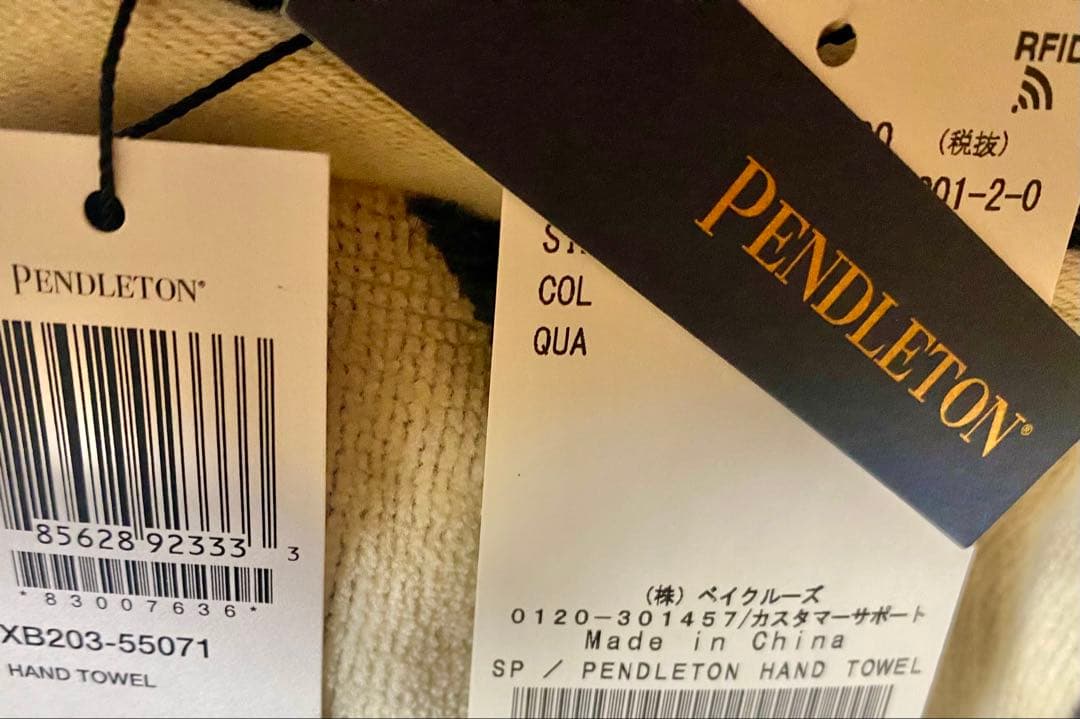 PENDLETON®
85628 92333 3
*83007636*
XB203-55071
HAND TOWEL
PENDLETON®
RFID
(税抜)
01-2-0
COL
QUA
(株) ベイクルーズ
0120-301457/カスタマーサポート
Made in China
SP / PENDLETON HAND TOWEL